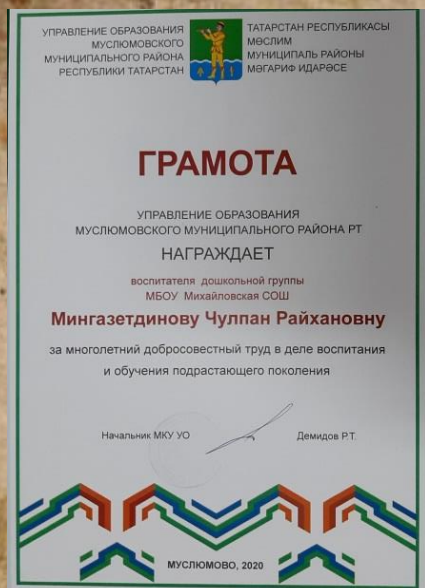 УПРАВЛЕНИЕ ОБРАЗОВАНИЯ
МУСЛЮМОВСКОГО
МУНИЦИПАЛЬНОГО РАЙОНА
РЕСПУБЛИКИ ТАТАРСТАН
ТАТАРСТАН РЕСПУБЛИКАСЫ
МӨСЛИМ
МУНИЦИПАЛЬ РАЙОНЫ
МӘГАРИФ ИДАРӘСЕ
ГРАМОТА
УПРАВЛЕНИЕ ОБРАЗОВАНИЯ
МУСЛЮМОВСКОГО МУНИЦИПАЛЬНОГО РАЙОНА РТ
НАГРАЖДАЕТ
воспитателя дошкольной группы
МБОУ Михайловская СОШ
Мингазетдинову Чулпан Райхановну
за многолетний добросовестный труд в деле воспитания
и обучения подрастающего поколения
Начальник МКУ УО Демидов Р.Т.
МУСЛЮМОВО, 2020